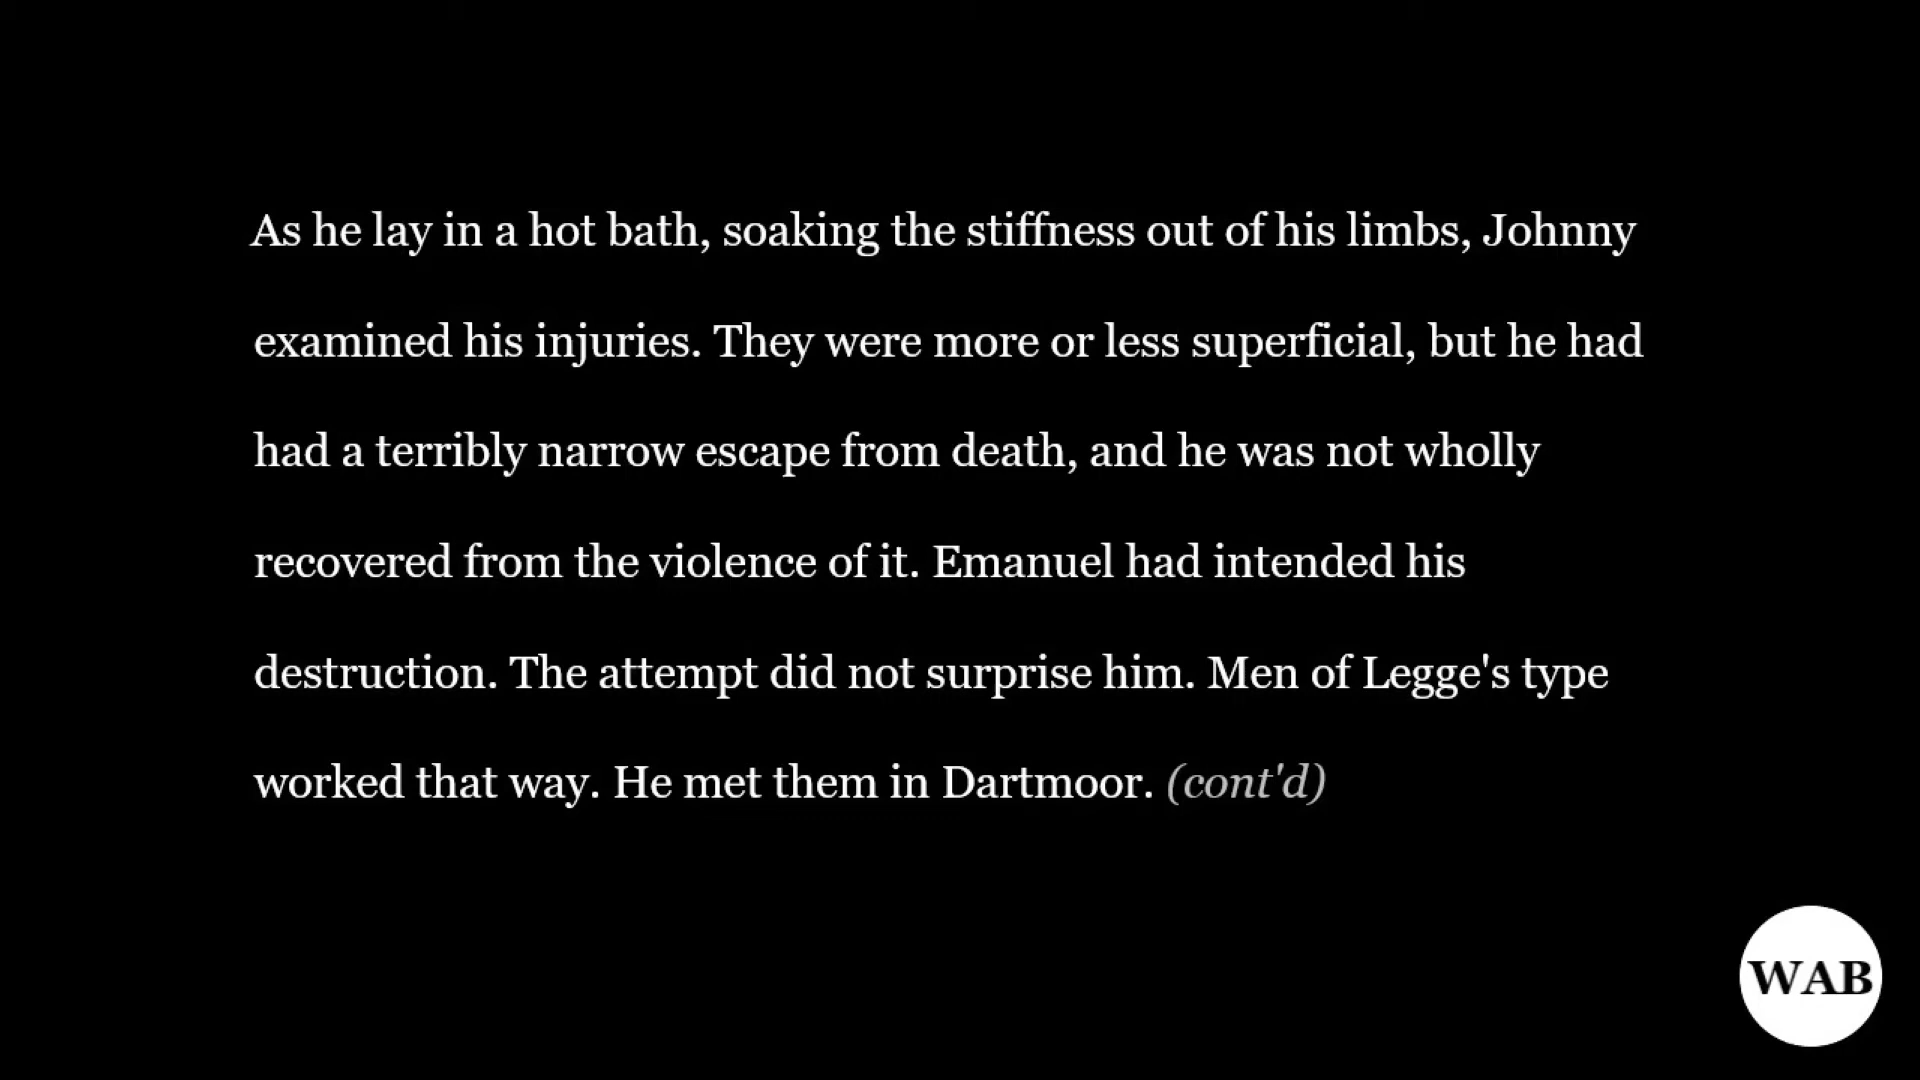 As he lay in a hot bath, soaking the stiffness out of his limbs, Johnny
examined his injuries. They were more or less superficial, but he had
had a terribly narrow escape from death, and he was not wholly
recovered from the violence of it. Emanuel had intended his
destruction. The attempt did not surprise him. Men of Legge's type
worked that way. He met them in Dartmoor. (cont'd)
WAB